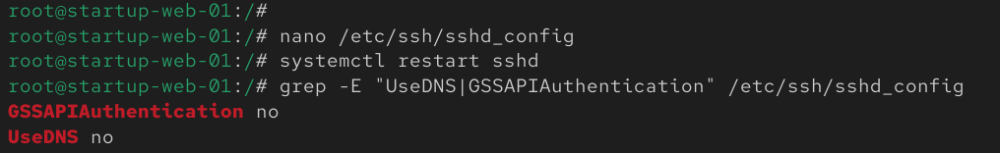 root@startup-web-01:/#
root@startup-web-01:/# nano /etc/ssh/sshd_config
root@startup-web-01:/# systemctl restart sshd
root@startup-web-01:/# grep -E "UseDNS|GSSAPIAuthentication" /etc/ssh/sshd_config
GSSAPIAuthentication no
UseDNS no